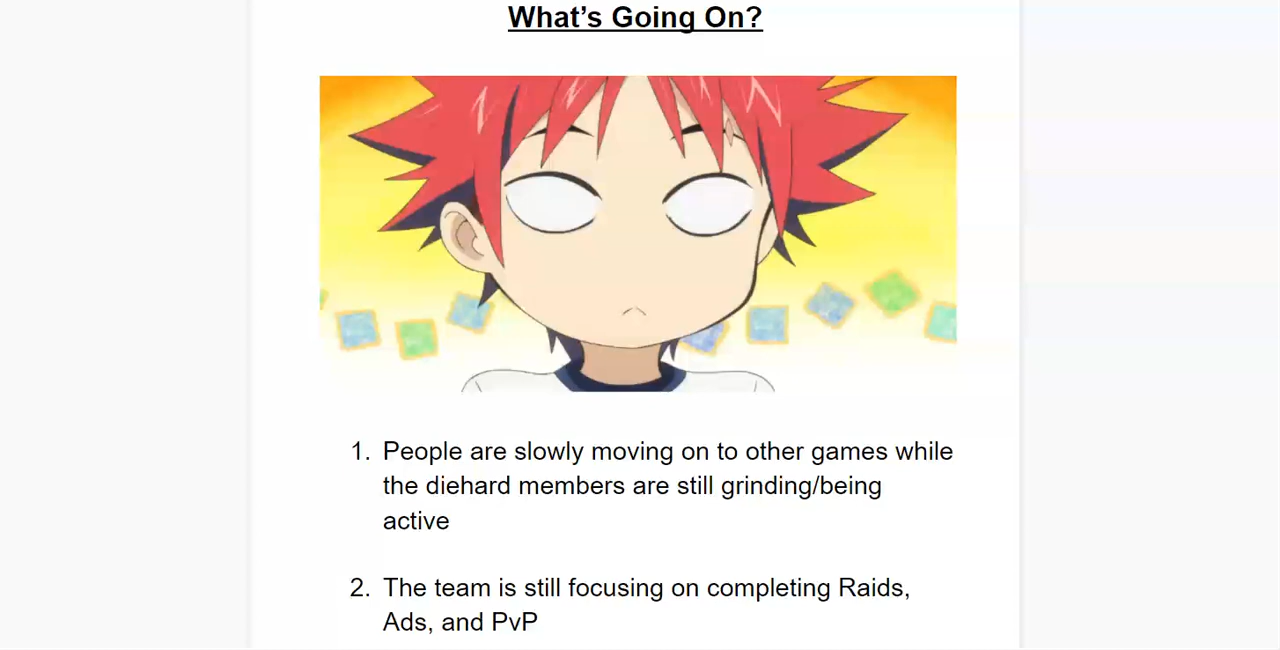 What’s Going On?
1. People are slowly moving on to other games while
the diehard members are still grinding/being
active
2. The team is still focusing on completing Raids,
Ads, and PvP